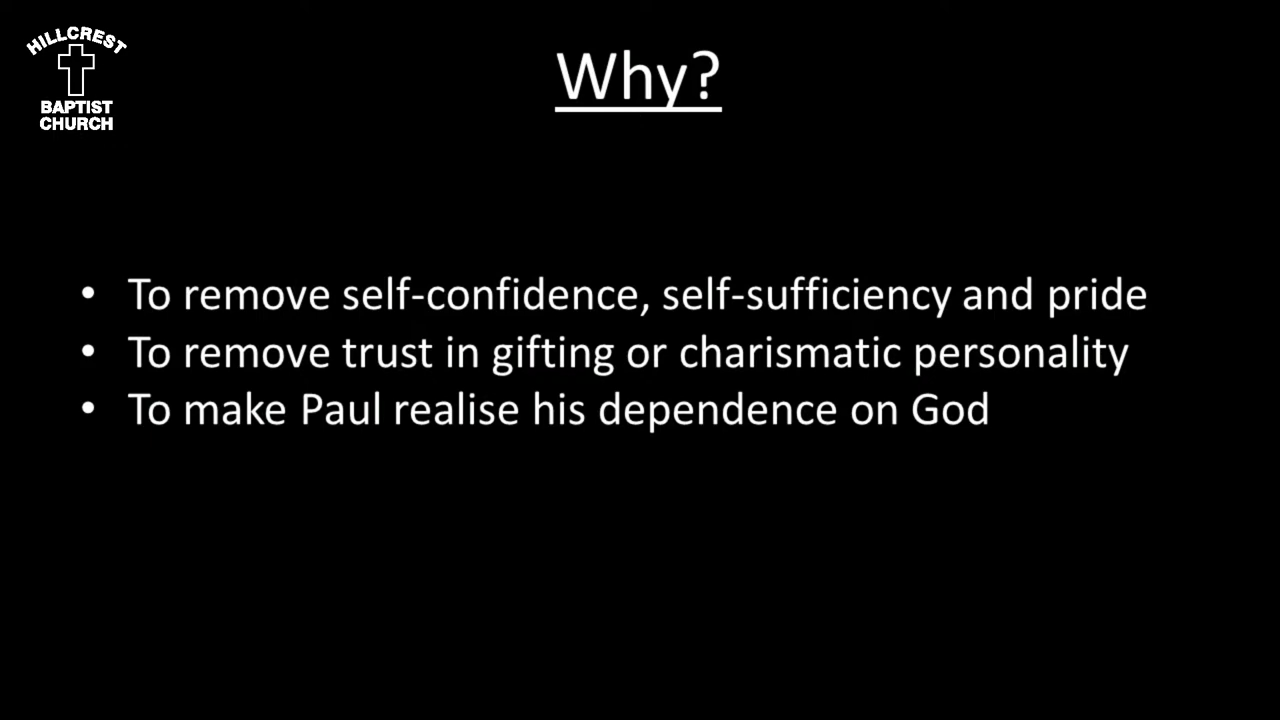 HILLCREST
BAPTIST
CHURCH
Why?
• To remove self-confidence, self-sufficiency and pride
• To remove trust in gifting or charismatic personality
• To make Paul realise his dependence on God